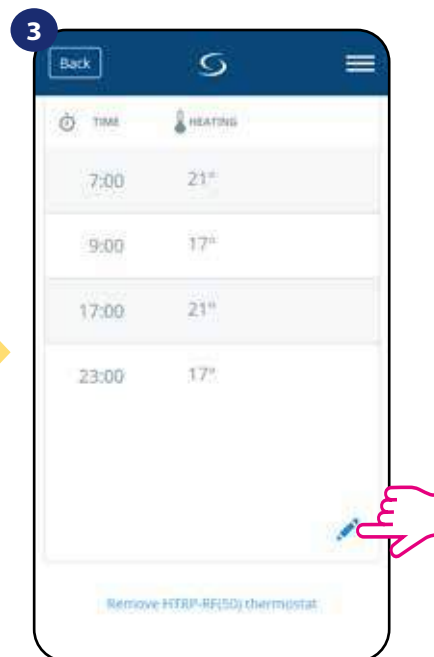 3
Back
TIME HEATING
7:00 21°
9:00 17°
17:00 21°
23:00 17°
Remove HTRP-RF(50) thermostat